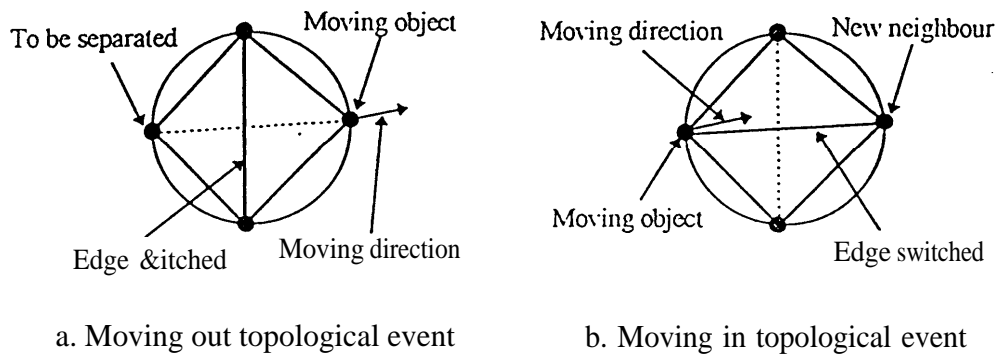 To be separated
Moving object
Edge &itched
Moving direction
a. Moving out topological event
Moving direction
New neighbour
Moving object
Edge switched
b. Moving in topological event